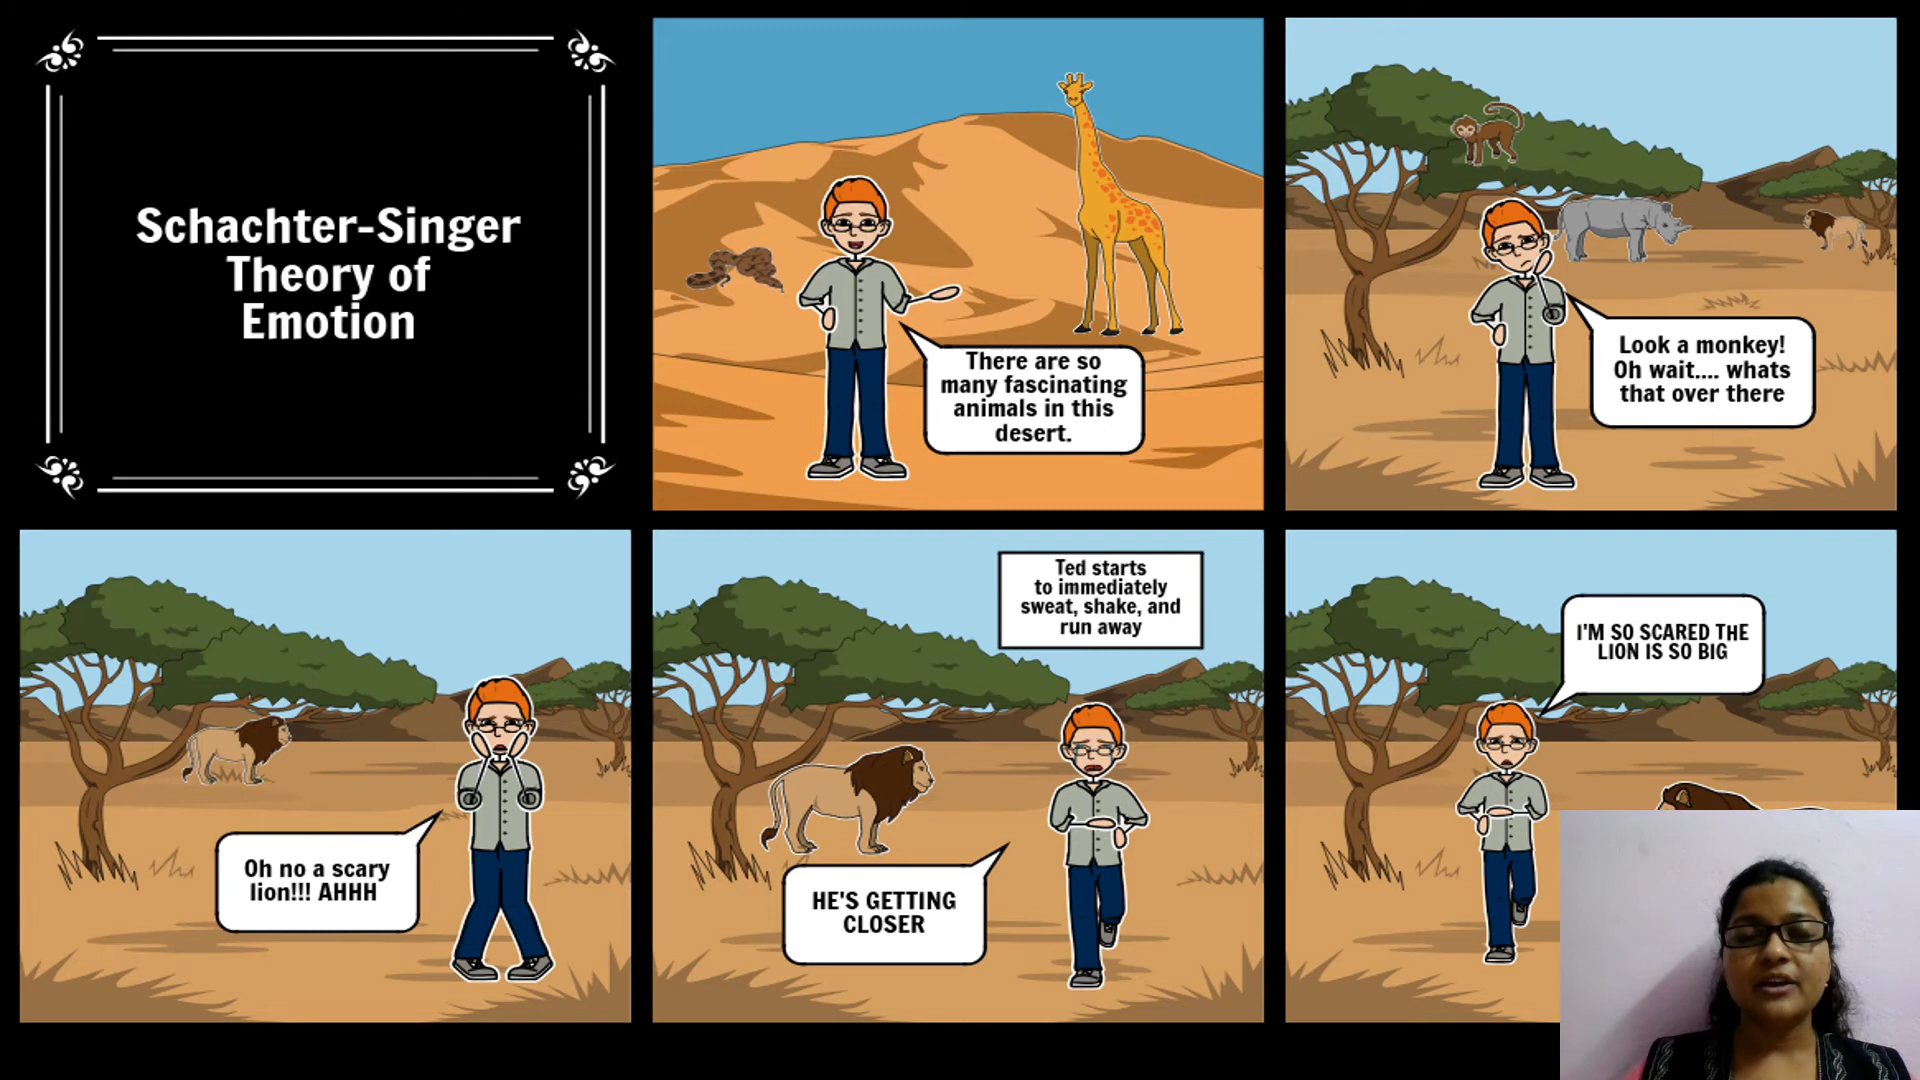 Schachter-Singer
Theory of
Emotion
There are so
many fascinating
animals in this
desert.
Look a monkey!
Oh wait.... whats
that over there
Oh no a scary
lion!!! AHHH
Ted starts
to immediately
sweat, shake, and
run away
HE'S GETTING
CLOSER
I'M SO SCARED THE
LION IS SO BIG